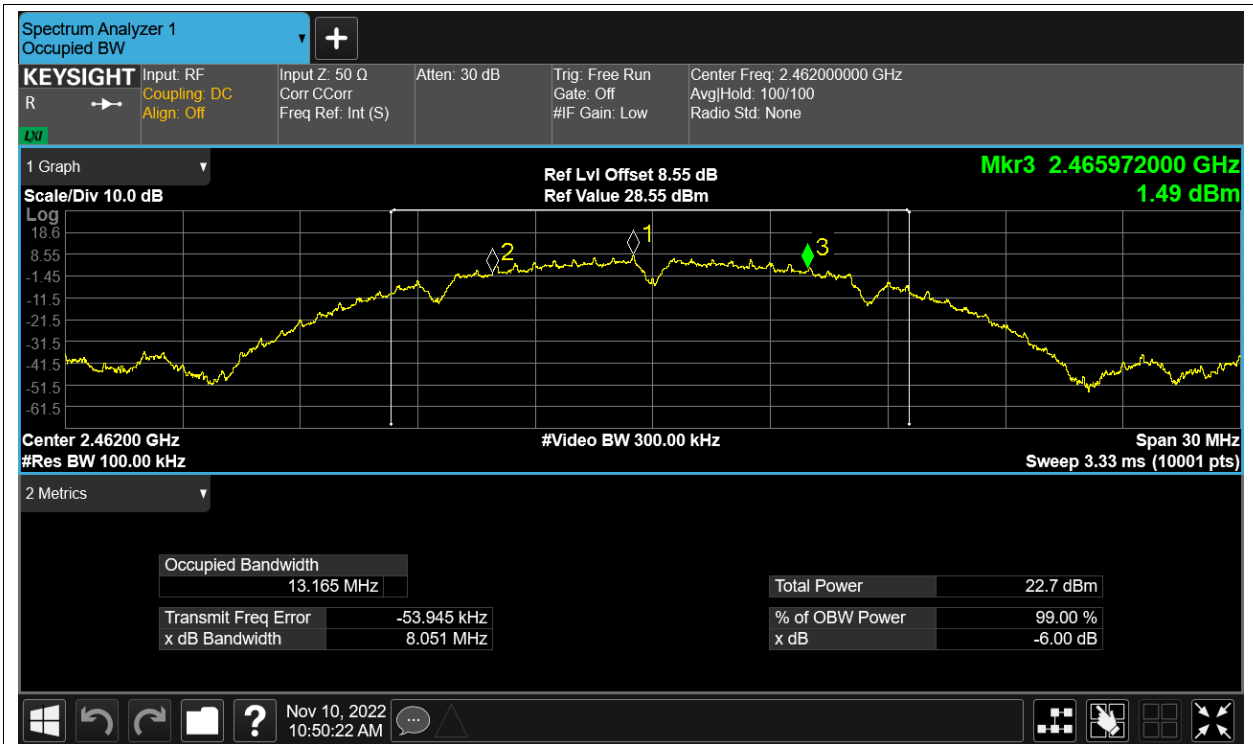 Spectrum Analyzer 1
Occupied BW
▼
+
KEYSIGHT
R
LXI
Input: RF
Coupling: DC
Align: Off
Input Z: 50 Ω
Corr CCorr
Freq Ref: Int (S)
Atten: 30 dB
Trig: Free Run
Gate: Off
#IF Gain: Low
Center Freq: 2.462000000 GHz
Avg|Hold: 100/100
Radio Std: None
1 Graph
Scale/Div 10.0 dB
Ref Lvl Offset 8.55 dB
Ref Value 28.55 dBm
Mkr3 2.465972000 GHz
1.49 dBm
Log
18.6
8.55
-1.45
-11.5
-21.5
-31.5
-41.5
-51.5
-61.5
2
1
3
Center 2.46200 GHz
#Res BW 100.00 kHz
#Video BW 300.00 kHz
Span 30 MHz
Sweep 3.33 ms (10001 pts)
2 Metrics
Occupied Bandwidth
13.165 MHz
Transmit Freq Error -53.945 kHz
x dB Bandwidth 8.051 MHz
Total Power 22.7 dBm
% of OBW Power 99.00 %
x dB -6.00 dB
?
Nov 10, 2022
10:50:22 AM